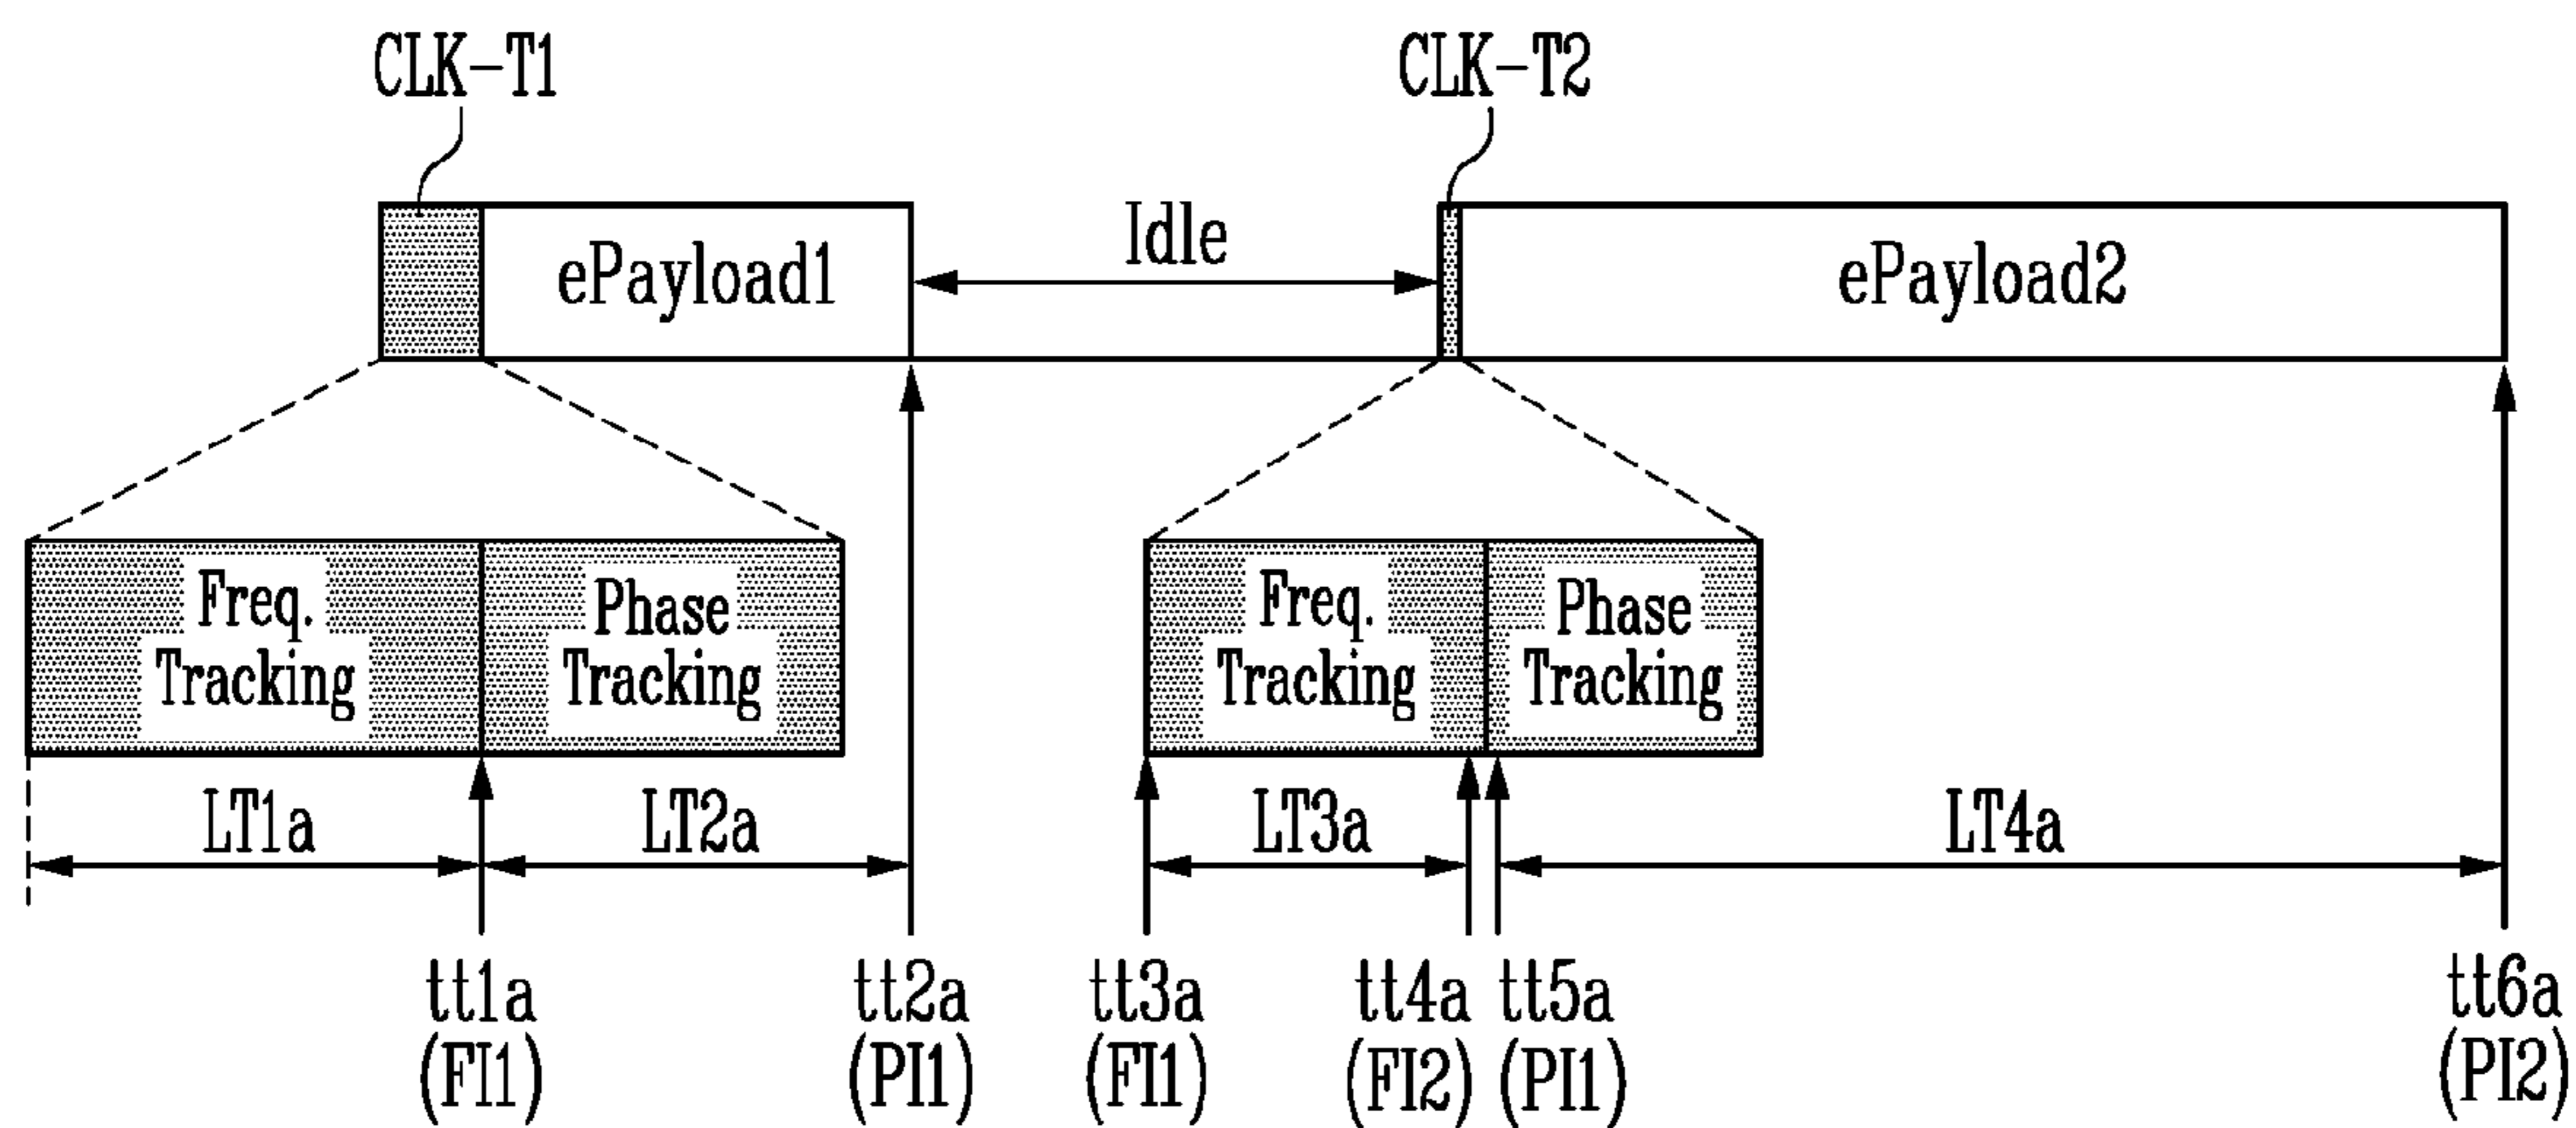 CLK-T1
CLK-T2
ePayload1
Idle
ePayload2
Freq.
Tracking
Phase
Tracking
Freq.
Tracking
Phase
Tracking
LT1a
LT2a
LT3a
LT4a
tt1a
(FI1)
tt2a
(PI1)
tt3a
(FI1)
tt4a
(FI2)
tt5a
(PI1)
tt6a
(PI2)